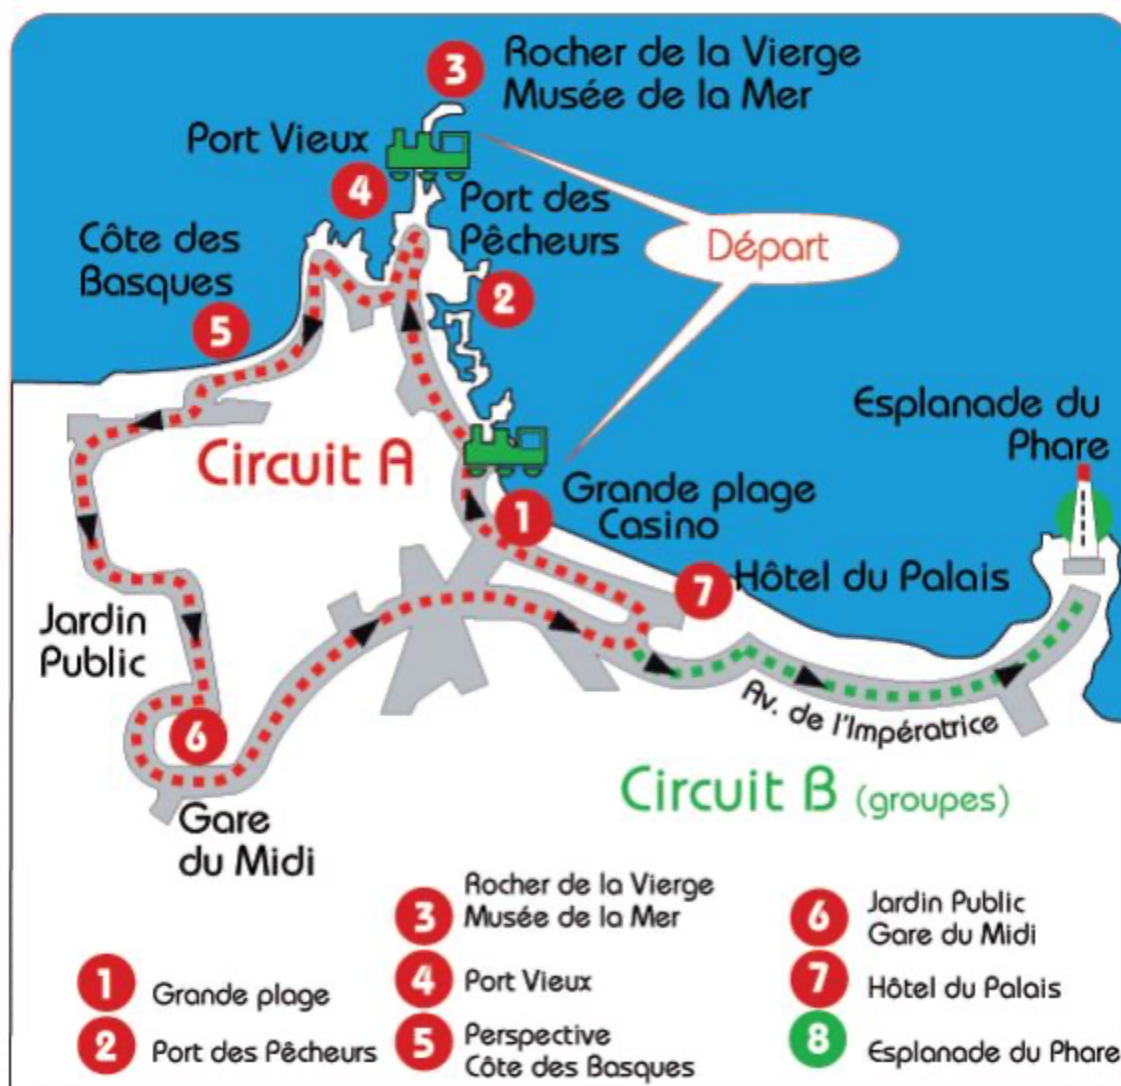 3
Rocher de la Vierge
Musée de la Mer
Port Vieux
4
Port des
Pêcheurs
Départ
Côte des
Basques
2
5
Esplanade du
Phare
Circuit A
Grande plage
Casino
1
7
Hôtel du Palais
Jardin
Public
6
Av. de l'Impératrice
Gare
du Midi
Circuit B (groupes)
1 Grande plage
2 Port des Pêcheurs
3 Rocher de la Vierge
Musée de la Mer
4 Port Vieux
5 Perspective
Côte des Basques
6 Jardin Public
Gare du Midi
7 Hôtel du Palais
8 Esplanade du Phare